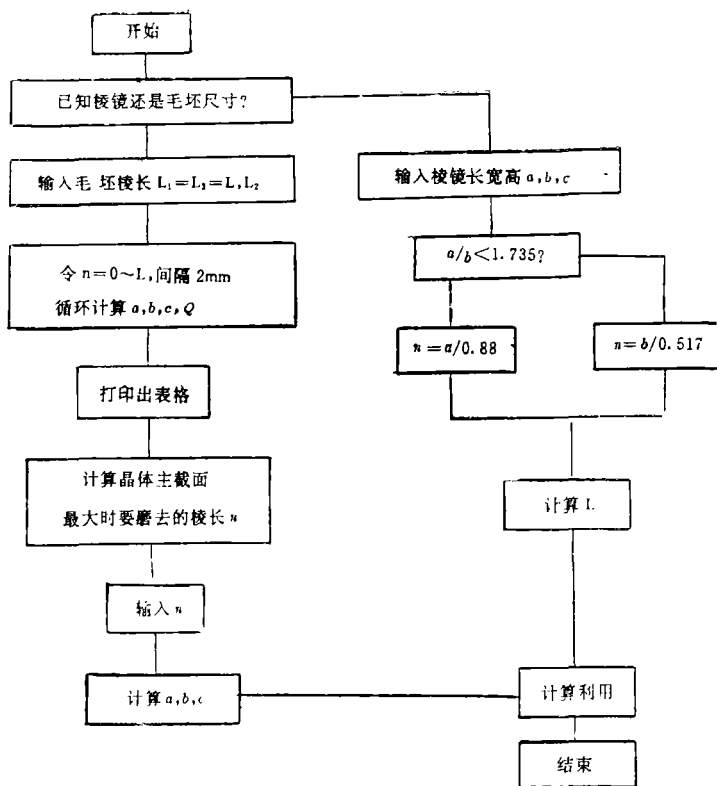 开始
已知棱镜还是毛坯尺寸?
输入毛 坯棱长 L₁=L₃=L,L₂
令 n=0~L,间隔 2mm
循环计算 a,b,c,Q
打印出表格
计算晶体主截面
最大时要磨去的棱长 n
输入 n
计算 a,b,c
输入棱镜长宽高 a,b,c
a/b<1.735?
n=a/0.88
n=b/0.517
计算 L
计算利用
结束